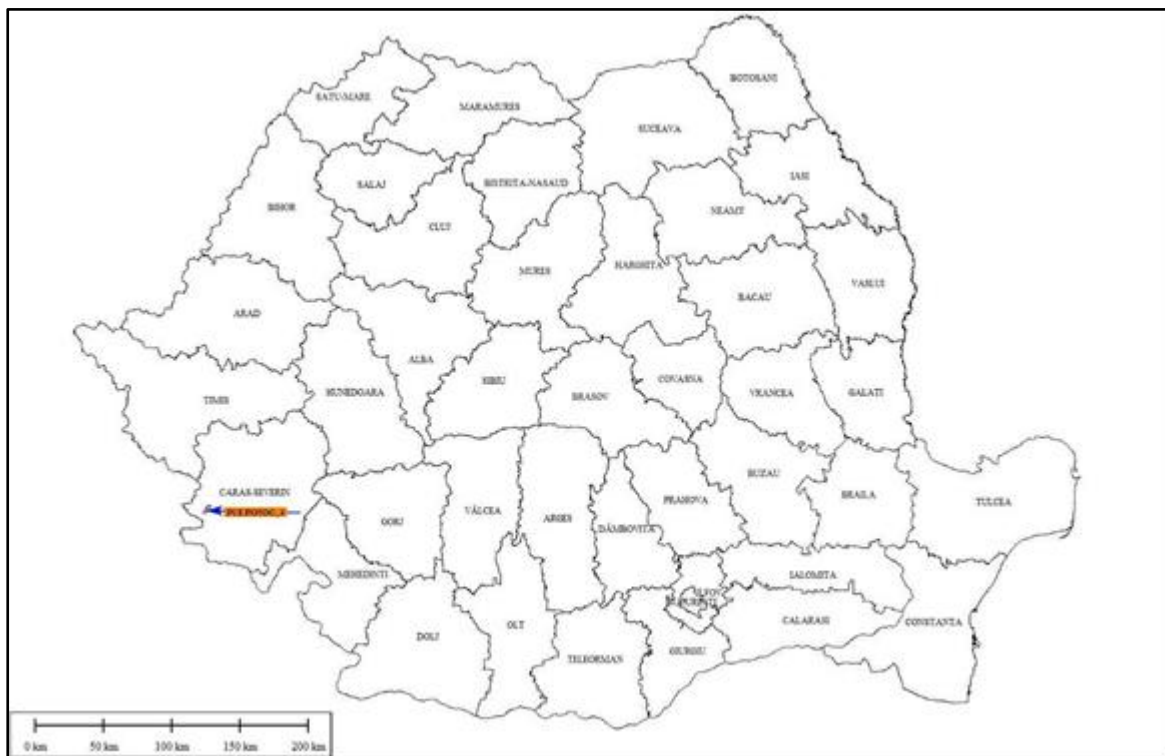 BOTOSANI
SATU-MARE
MARAMURES
SUCEAVA
IASI
SALAJ
BISTRITA-NASAUD
NEAMT
BIHOR
CLUJ
MURES
HARGHITA
BACAU
VASLUI
ARAD
ALBA
SIBIU
COVASNA
VRANCEA
GALATI
HUNEDOARA
BRASOV
TIMIS
BUZAU
CARAS-SEVERIN
BRAILA
TULCEA
PRAHOVA
VÂLCEA
ARGES
GORJ
DÂMBOVITA
MEHEDINTI
IALOMITA
CALARASI
CONSTANTA
OLT
DOLJ
GIURGIU
TELEORMAN
0 km 50 km 100 km 150 km 200 km